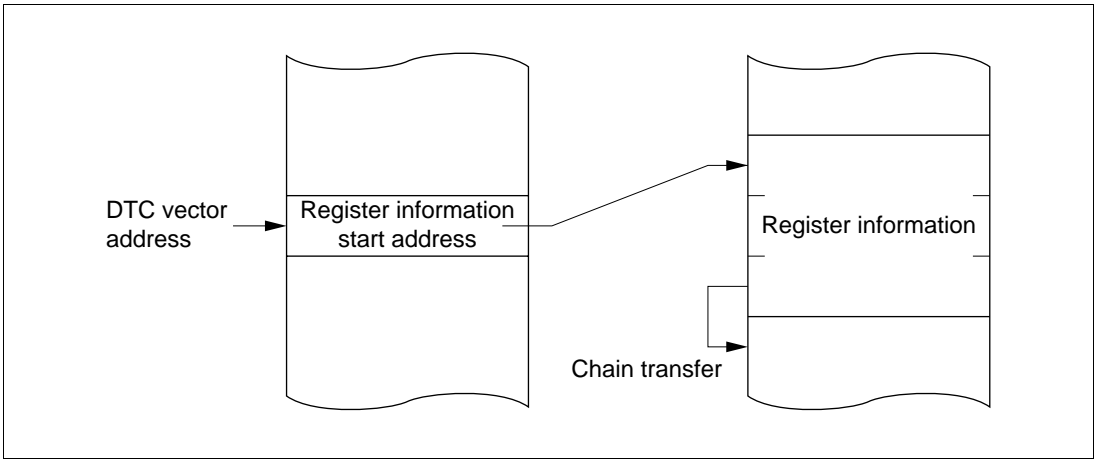 DTC vector
address
Register information
start address
Register information
Chain transfer